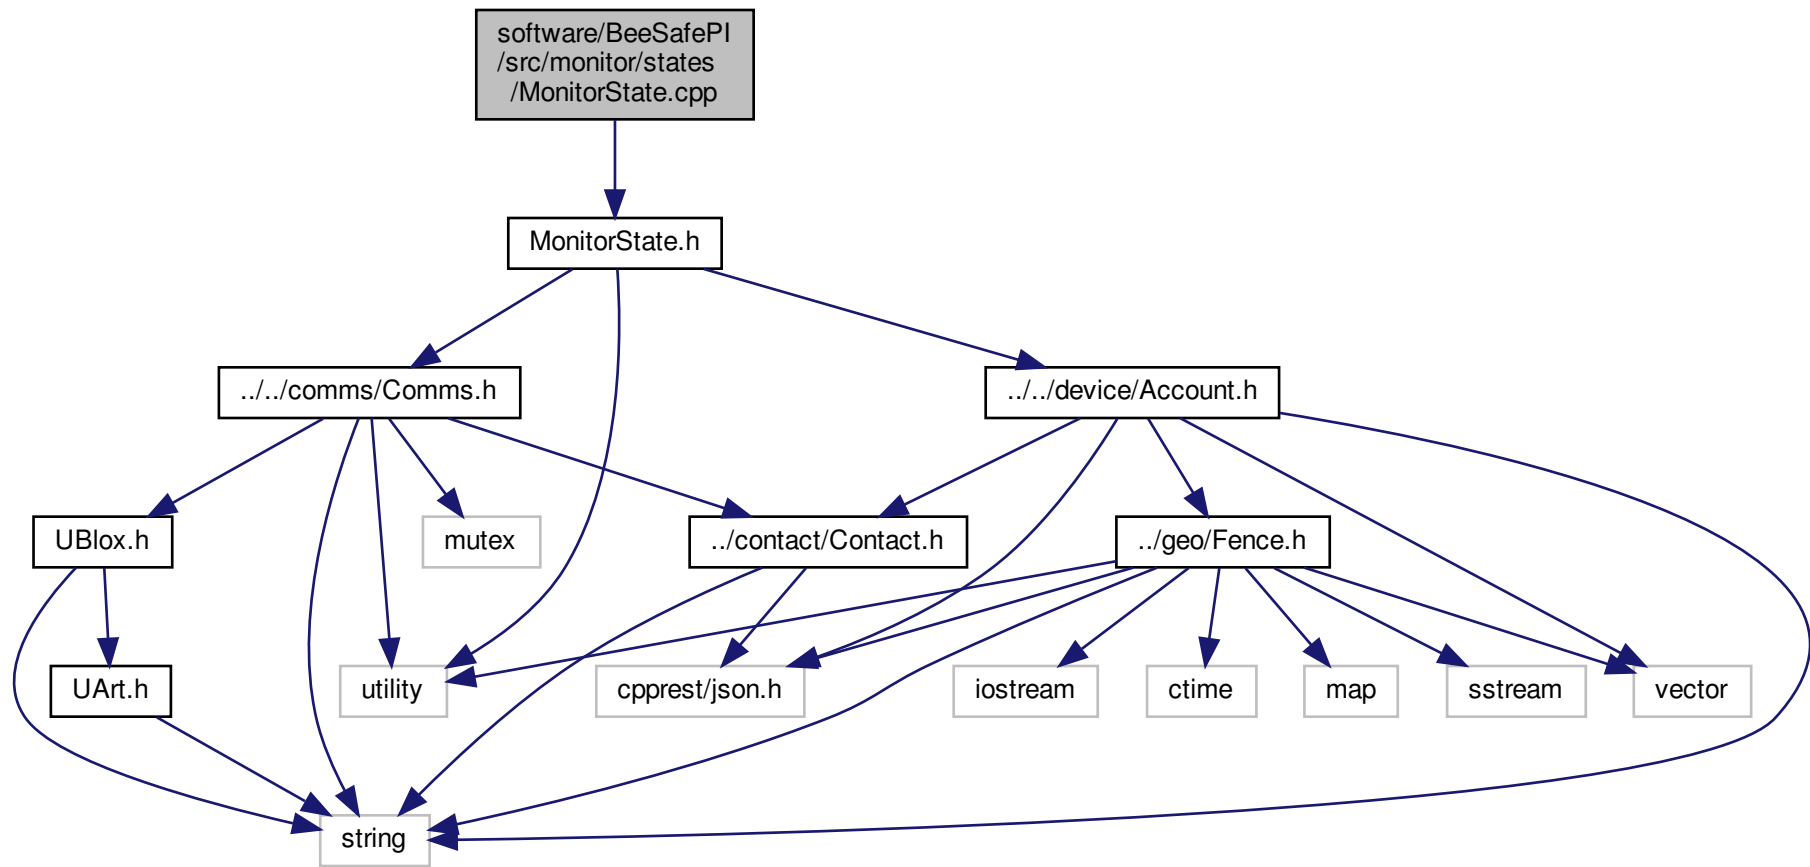 software/BeeSafePI
/src/monitor/states
/MonitorState.cpp
MonitorState.h
../../comms/Comms.h
../../device/Account.h
UBlox.h
mutex
../contact/Contact.h
../geo/Fence.h
UArt.h
utility
cpprest/json.h
iostream
ctime
map
sstream
vector
string